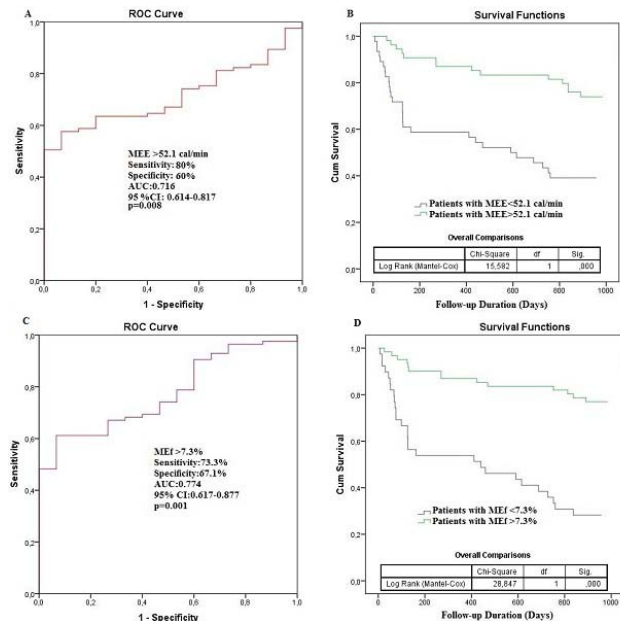 A
ROC Curve
1,0
0,8
0,6
0,4
0,2
0,0
Sensitivity
MEE >52.1 cal/min
Sensitivity: 80%
Specificity: 60%
AUC:0.716
95 %CI: 0.614-0.817
p=0.008
0,0 0,2 0,4 0,6 0,8 1,0
1 - Specificity
B
Survival Functions
1,0
0,8
0,6
0,4
0,2
0,0
Cum Survival
Patients with MEE<52.1 cal/min
Patients with MEE>52.1 cal/min
Overall Comparisons
Chi-Square df Sig.
Log Rank (Mantel-Cox) 15,582 1 ,000
0 200 400 600 800 1000
Follow-up Duration (Days)
C
ROC Curve
1,0
0,8
0,6
0,4
0,2
0,0
Sensitivity
MEf >7.3%
Sensitivity:73.3%
Specificity:67.1%
AUC:0.774
95% CI:0.617-0.877
p=0.001
0,0 0,2 0,4 0,6 0,8 1,0
1 - Specificity
D
Survival Functions
1,0
0,8
0,6
0,4
0,2
0,0
Cum Survival
Patients with MEf <7.3%
Patients with MEf >7.3%
Overall Comparisons
Chi-Square df Sig.
Log Rank (Mantel-Cox) 28,847 1 ,000
0 200 400 600 800 1000
Follow-up Duration (Days)